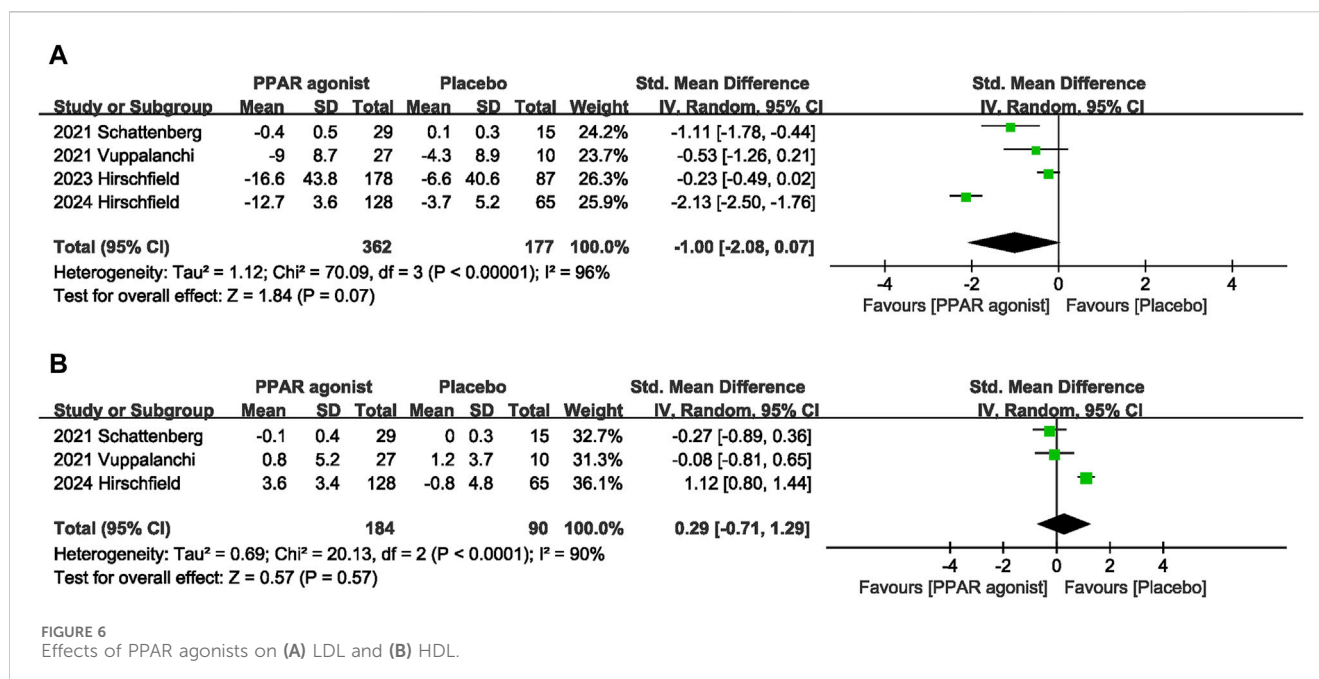 A
PPAR agonist Placebo Std. Mean Difference Std. Mean Difference
Study or Subgroup Mean SD Total Mean SD Total Weight IV, Random, 95% CI IV, Random, 95% CI
2021 Schattenberg -0.4 0.5 29 0.1 0.3 15 24.2% -1.11 [-1.78, -0.44]
2021 Vuppalanchi -9 8.7 27 -4.3 8.9 10 23.7% -0.53 [-1.26, 0.21]
2023 Hirschfield -16.6 43.8 178 -6.6 40.6 87 26.3% -0.23 [-0.49, 0.02]
2024 Hirschfield -12.7 3.6 128 -3.7 5.2 65 25.9% -2.13 [-2.50, -1.76]
Total (95% CI) 362 177 100.0% -1.00 [-2.08, 0.07]
Heterogeneity: Tau² = 1.12; Chi² = 70.09, df = 3 (P < 0.00001); I² = 96%
Test for overall effect: Z = 1.84 (P = 0.07)
-4 -2 0 2 4
Favours [PPAR agonist] Favours [Placebo]
B
PPAR agonist Placebo Std. Mean Difference Std. Mean Difference
Study or Subgroup Mean SD Total Mean SD Total Weight IV, Random, 95% CI IV, Random, 95% CI
2021 Schattenberg -0.1 0.4 29 0 0.3 15 32.7% -0.27 [-0.89, 0.36]
2021 Vuppalanchi 0.8 5.2 27 1.2 3.7 10 31.3% -0.08 [-0.81, 0.65]
2024 Hirschfield 3.6 3.4 128 -0.8 4.8 65 36.1% 1.12 [0.80, 1.44]
Total (95% CI) 184 90 100.0% 0.29 [-0.71, 1.29]
Heterogeneity: Tau² = 0.69; Chi² = 20.13, df = 2 (P < 0.0001); I² = 90%
Test for overall effect: Z = 0.57 (P = 0.57)
-4 -2 0 2 4
Favours [PPAR agonist] Favours [Placebo]
FIGURE 6
Effects of PPAR agonists on (A) LDL and (B) HDL.